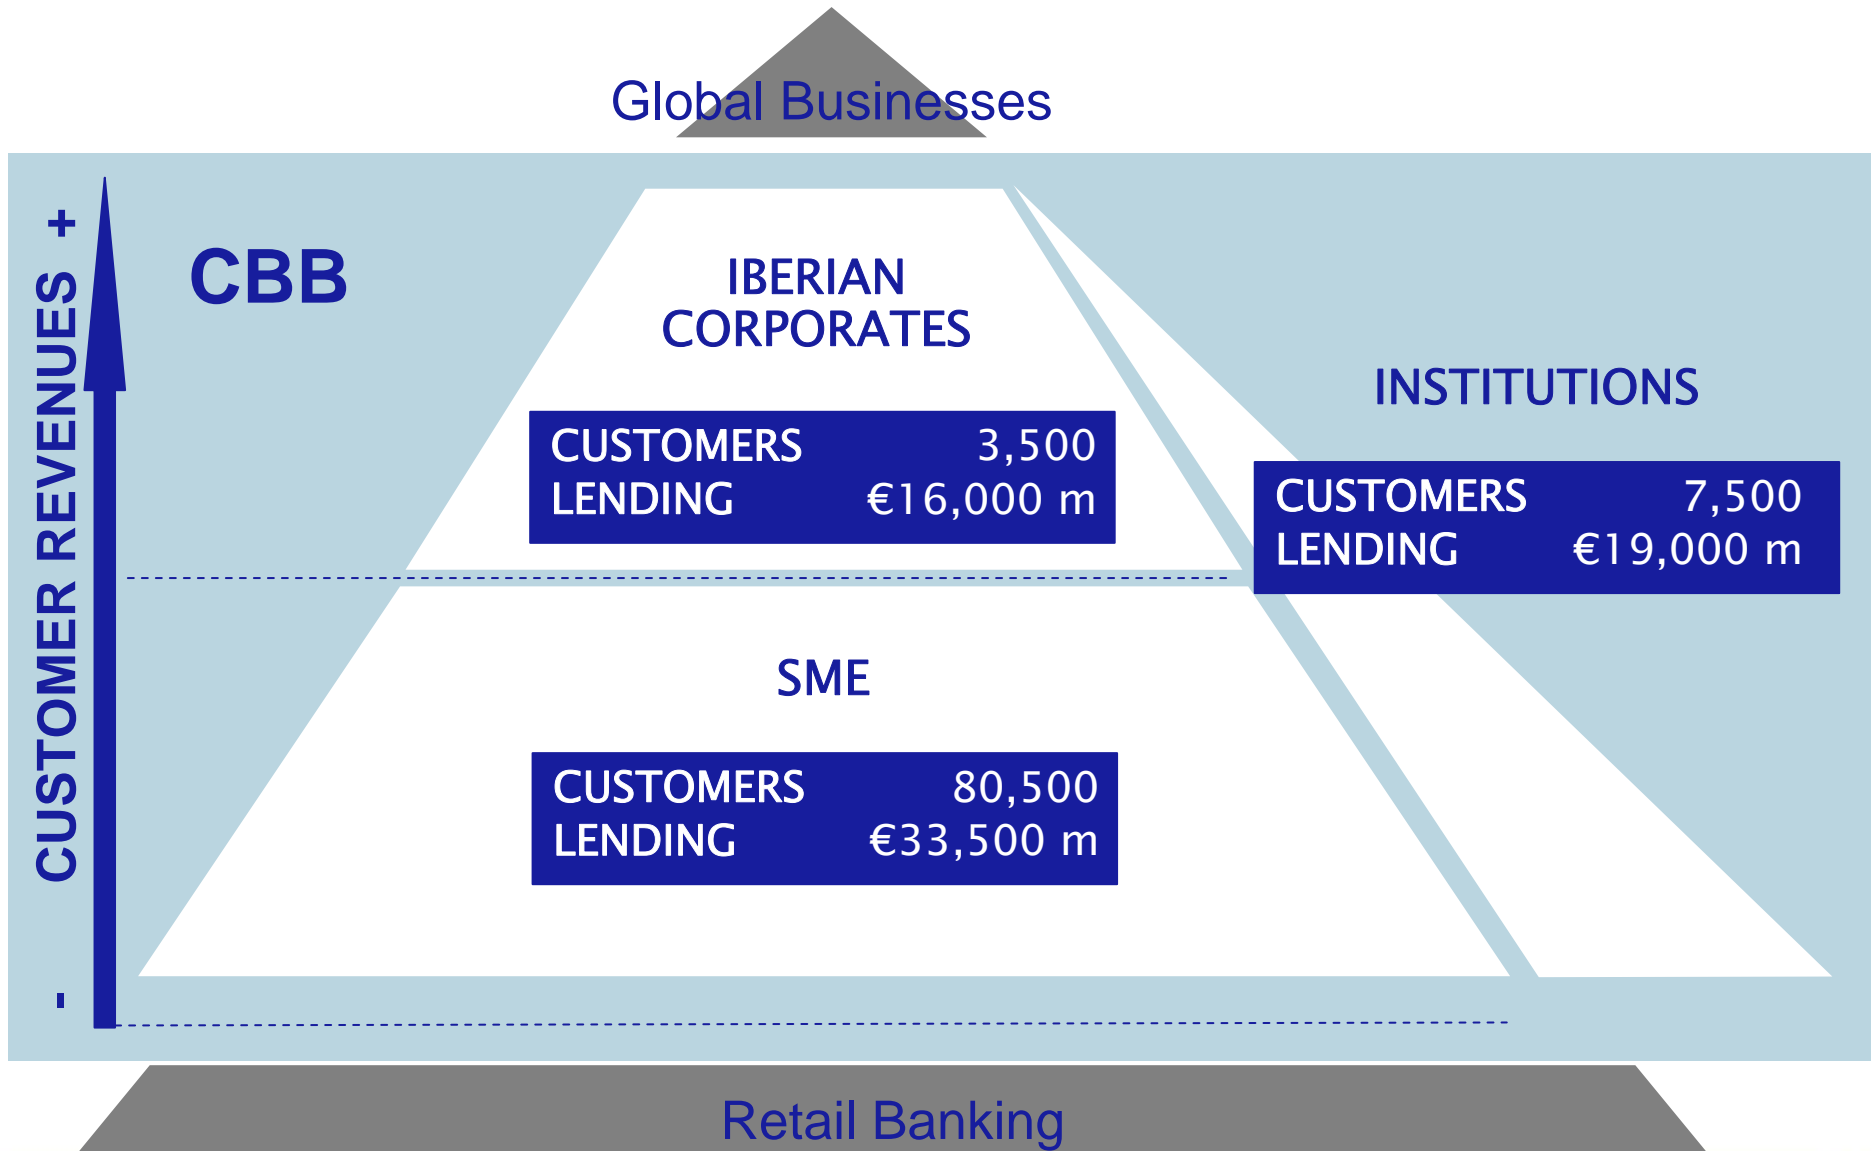 Global Businesses
CUSTOMER REVENUES
+
-
CBB
IBERIAN
CORPORATES
CUSTOMERS 3,500
LENDING €16,000 m
INSTITUTIONS
CUSTOMERS 7,500
LENDING €19,000 m
SME
CUSTOMERS 80,500
LENDING €33,500 m
Retail Banking